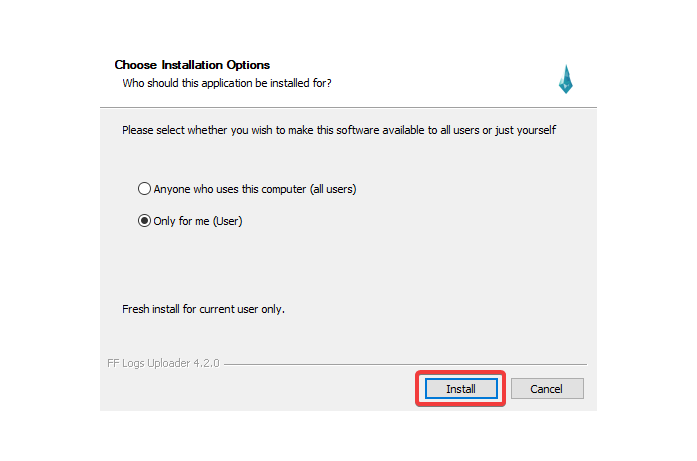 Choose Installation Options
Who should this application be installed for?
Please select whether you wish to make this software available to all users or just yourself
Anyone who uses this computer (all users)
Only for me (User)
Fresh install for current user only.
FF Logs Uploader 4.2.0
Install
Cancel